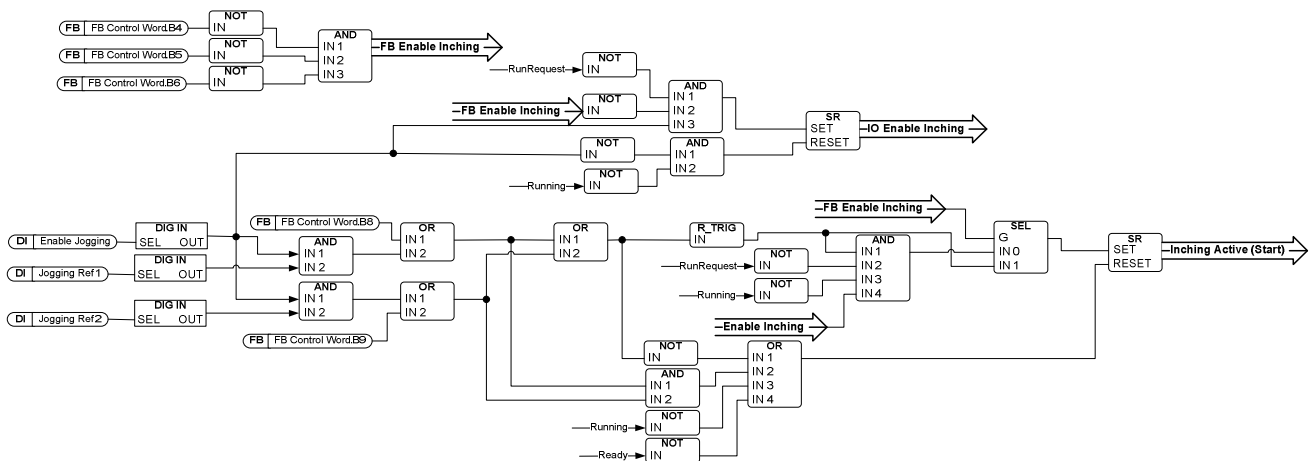 NOT
FB FB Control Word.B4 IN
AND
NOT
IN 1
FB Enable Inching
FB FB Control Word.B5 IN
IN 2
NOT
IN 3
FB FB Control Word.B6 IN
NOT
RunRequest IN
AND
NOT
IN 1
FB Enable Inching IN
IN 2
IN 3
SR
SET
IO Enable Inching
RESET
NOT
IN
AND
IN 1
IN 2
NOT
Running IN
DIG IN
DI Enable Jogging SEL OUT
DIG IN
DI Jogging Ref1 SEL OUT
DIG IN
DI Jogging Ref2 SEL OUT
FB FB Control Word.B8
AND
IN 1
IN 2
OR
IN 1
IN 2
AND
IN 1
IN 2
OR
IN 1
IN 2
FB FB Control Word.B9
OR
IN 1
IN 2
R_TRIG
IN
FB Enable Inching
NOT
RunRequest IN
NOT
Running IN
Enable Inching
AND
IN 1
IN 2
IN 3
IN 4
SEL
G
IN0
IN1
SR
SET
Inching Active (Start)
RESET
NOT
IN
AND
IN 1
IN 2
NOT
Running IN
NOT
Ready IN
OR
IN 1
IN 2
IN 3
IN 4